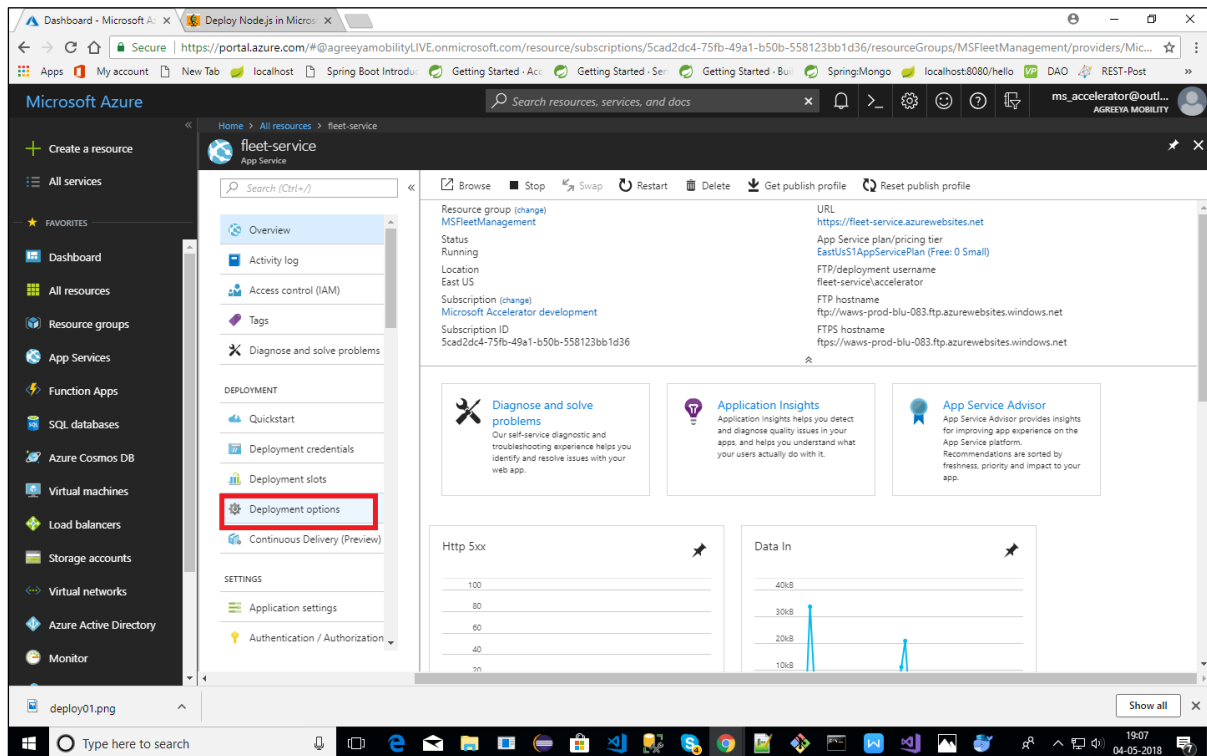 Dashboard - Microsoft A
Deploy Node.js in Micros
Secure
https://portal.azure.com/#@agreeyamobilityLIVE.onmicrosoft.com/resource/subscriptions/5cad2dc4-75fb-49a1-b50b-558123bb1d36/resourceGroups/MSFleetManagement/providers/Mic...
Apps
My account
New Tab
localhost
Spring Boot Introduc
Getting Started · Acc
Getting Started · Ser
Getting Started · Bui
Spring:Mongo
localhost:8080/hello
DAO
REST-Post
»
Microsoft Azure
Search resources, services, and docs
ms_accelerator@outl...
AGREEYA MOBILITY
Home > All resources > fleet-service
fleet-service
App Service
Create a resource
All services
FAVORITES
Dashboard
All resources
Resource groups
App Services
Function Apps
SQL databases
Azure Cosmos DB
Virtual machines
Load balancers
Storage accounts
Virtual networks
Azure Active Directory
Monitor
Search (Ctrl+/)
Overview
Activity log
Access control (IAM)
Tags
Diagnose and solve problems
DEPLOYMENT
Quickstart
Deployment credentials
Deployment slots
Deployment options
Continuous Delivery (Preview)
SETTINGS
Application settings
Authentication / Authorization
Browse
Stop
Swap
Restart
Delete
Get publish profile
Reset publish profile
Resource group (change)
MSFleetManagement
Status
Running
Location
East US
Subscription (change)
Microsoft Accelerator development
Subscription ID
5cad2dc4-75fb-49a1-b50b-558123bb1d36
URL
https://fleet-service.azurewebsites.net
App Service plan/pricing tier
EastUsS1AppServicePlan (Free: 0 Small)
FTP/deployment username
fleet-service\accelerator
FTP hostname
ftp://waws-prod-blu-083.ftp.azurewebsites.windows.net
FTPS hostname
ftps://waws-prod-blu-083.ftp.azurewebsites.windows.net
Diagnose and solve
problems
Our self-service diagnostic and
troubleshooting experience helps you
identify and resolve issues with your
web app.
Application Insights
Application Insights helps you detect
and diagnose quality issues in your
apps, and helps you understand what
your users actually do with it.
App Service Advisor
App Service Advisor provides insights
for improving app experience on the
App Service platform.
Recommendations are sorted by
freshness, priority and impact to your
app.
Http 5xx
100
80
60
40
20
Data In
40kB
30kB
20kB
10kB
deploy01.png
Show all
Type here to search
19:07
04-05-2018